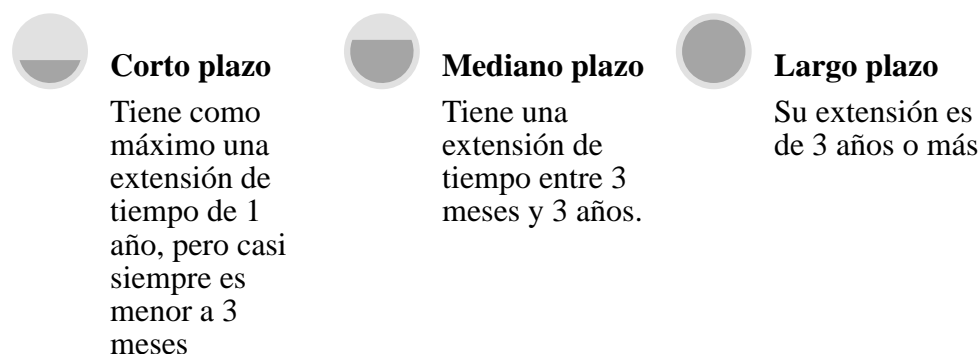 Corto plazo
Tiene como
máximo una
extensión de
tiempo de 1
año, pero casi
siempre es
menor a 3
meses
Mediano plazo
Tiene una
extensión de
tiempo entre 3
meses y 3 años.
Largo plazo
Su extensión es
de 3 años o más